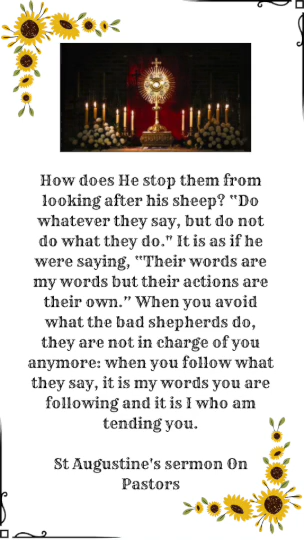 How does He stop them from
looking after his sheep? "Do
whatever they say, but do not
do what they do." It is as if he
were saying, "Their words are
my words but their actions are
their own." When you avoid
what the bad shepherds do,
they are not in charge of you
anymore: when you follow what
they say, it is my words you are
following and it is I who am
tending you.
St Augustine's sermon On
Pastors